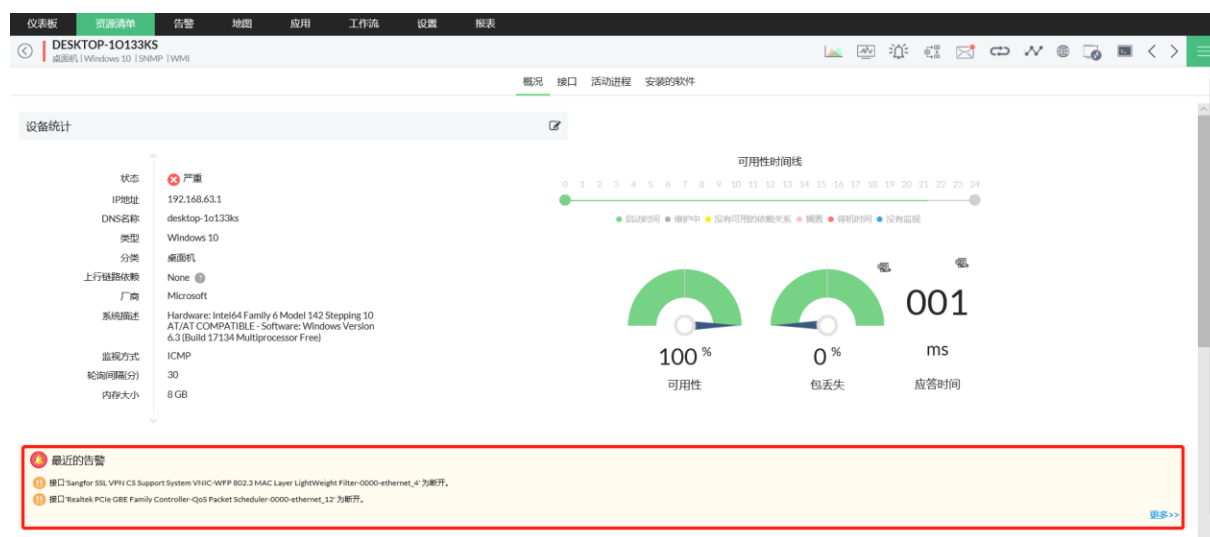 仪表板 资源清单 告警 地图 应用 工作流 设置 报表
DESKTOP-1O133KS
桌面机 | Windows 10 | SNMP | WMI
概况 接口 活动进程 安装的软件
设备统计
状态 严重
IP地址 192.168.63.1
DNS名称 desktop-1o133ks
类型 Windows 10
分类 桌面机
上行链路依赖 None
厂商 Microsoft
系统描述 Hardware: Intel64 Family 6 Model 142 Stepping 10
AT/AT COMPATIBLE - Software: Windows Version
6.3 (Build 17134 Multiprocessor Free)
监视方式 ICMP
轮询间隔(分) 30
内存大小 8 GB
可用性时间线
0 1 2 3 4 5 6 7 8 9 10 11 12 13 14 15 16 17 18 19 20 21 22 23 24
启动时间 维护中 没有可用的依赖关系 搁置 停机时间 没有监视
100 % 0 % 001 ms
可用性 包丢失 应答时间
最近的告警
接口'Sangfor SSL VPN CS Support System VNIC-WFP 802.3 MAC Layer LightWeight Filter-0000-ethernet_4' 为断开。
接口'Realtek PCIe GBE Family Controller-QoS Packet Scheduler-0000-ethernet_12' 为断开。
更多>>